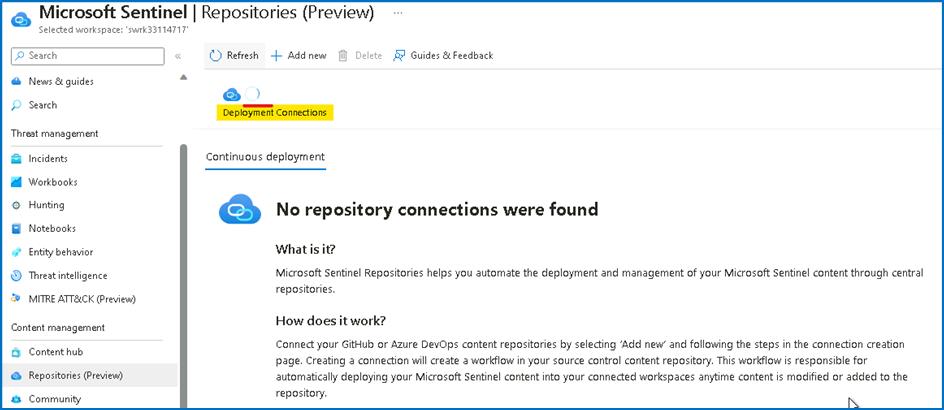 Microsoft Sentinel | Repositories (Preview) ...
Selected workspace: 'swrk33114717'
Search
«
News & guides
Search
Threat management
Incidents
Workbooks
Hunting
Notebooks
Entity behavior
Threat intelligence
MITRE ATT&CK (Preview)
Content management
Content hub
Repositories (Preview)
Community
Refresh
Add new
Delete
Guides & Feedback
Deployment Connections
Continuous deployment
No repository connections were found
What is it?
Microsoft Sentinel Repositories helps you automate the deployment and management of your Microsoft Sentinel content through central
repositories.
How does it work?
Connect your GitHub or Azure DevOps content repositories by selecting 'Add new' and following the steps in the connection creation
page. Creating a connection will create a workflow in your source control content repository. This workflow is responsible for
automatically deploying your Microsoft Sentinel content into your connected workspaces anytime content is modified or added to the
repository.